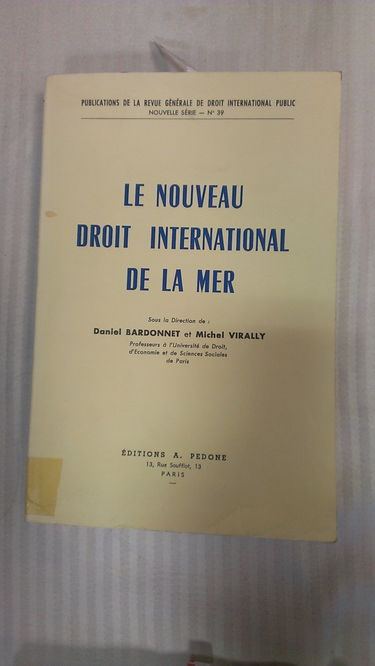 PUBLICATIONS DE LA REVUE GÉNÉRALE DE DROIT INTERNATIONAL PUBLIC
NOUVELLE SÉRIE — N° 39
LE NOUVEAU
DROIT INTERNATIONAL
DE LA MER
Sous la Direction de :
Daniel BARDONNET et Michel VIRALLY
Professeurs à l'Université de Droit,
d'Economie et de Sciences Sociales
de Paris
ÉDITIONS A. PEDONE
13, Rue Soufflot, 13
PARIS